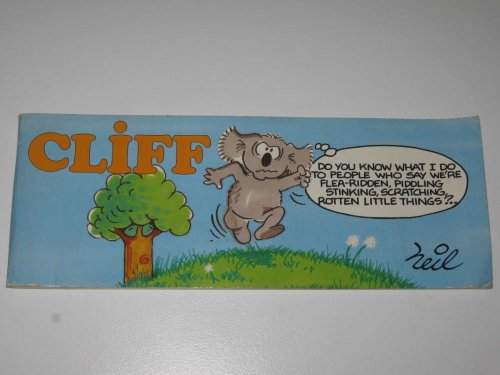 CLiFF
DO YOU KNOW WHAT I DO
TO PEOPLE WHO SAY WE'RE
FLEA-RIDDEN, PIDDLING
STINKING, SCRATCHING,
ROTTEN LITTLE THINGS?..
neil